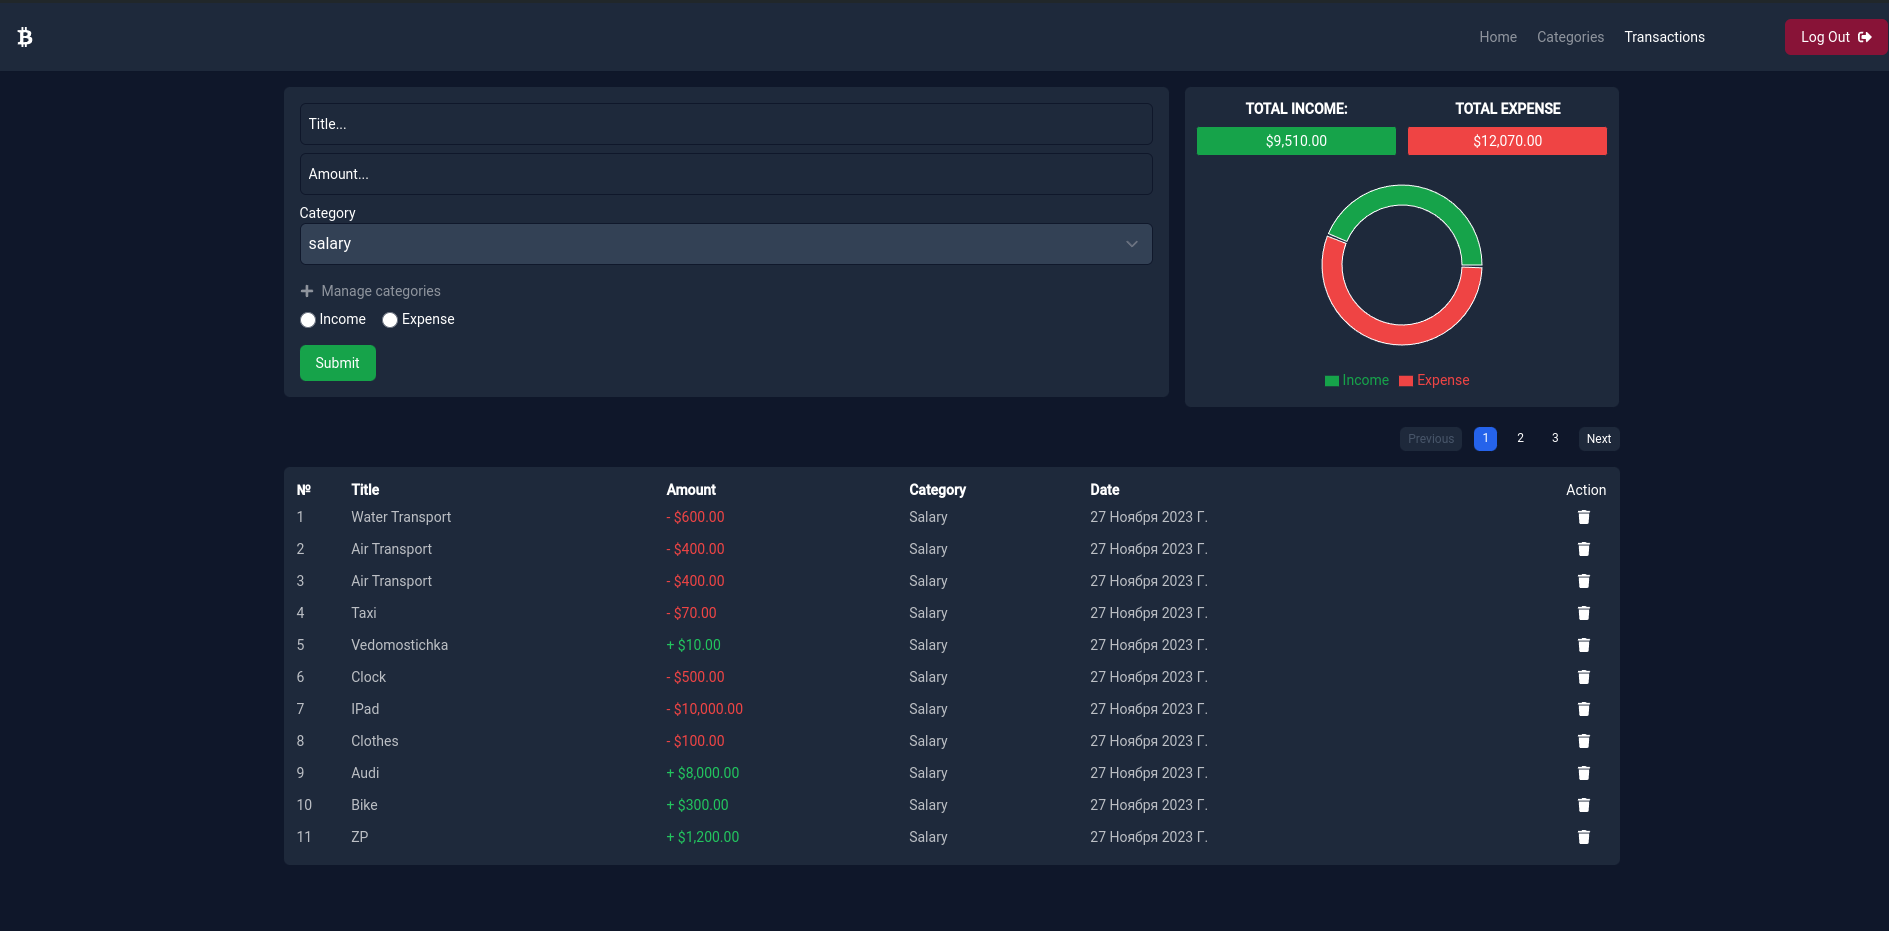 Home Categories Transactions Log Out
Title...
Amount...
Category
salary
Manage categories
Income Expense
Submit
TOTAL INCOME: TOTAL EXPENSE
$9,510.00 $12,070.00
Income Expense
Previous 1 2 3 Next
№ Title Amount Category Date Action
1 Water Transport - $600.00 Salary 27 Ноября 2023 Г.
2 Air Transport - $400.00 Salary 27 Ноября 2023 Г.
3 Air Transport - $400.00 Salary 27 Ноября 2023 Г.
4 Taxi - $70.00 Salary 27 Ноября 2023 Г.
5 Vedomostichka + $10.00 Salary 27 Ноября 2023 Г.
6 Clock - $500.00 Salary 27 Ноября 2023 Г.
7 IPad - $10,000.00 Salary 27 Ноября 2023 Г.
8 Clothes - $100.00 Salary 27 Ноября 2023 Г.
9 Audi + $8,000.00 Salary 27 Ноября 2023 Г.
10 Bike + $300.00 Salary 27 Ноября 2023 Г.
11 ZP + $1,200.00 Salary 27 Ноября 2023 Г.